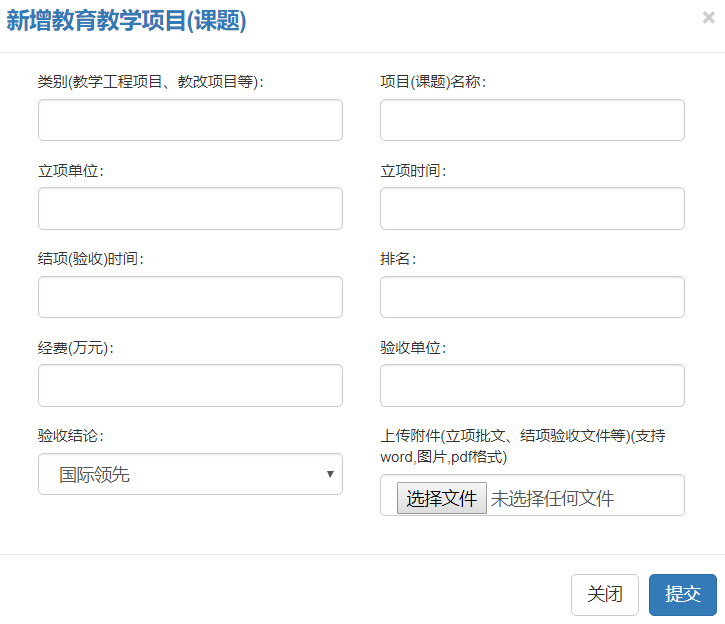 新增教育教学项目(课题)
×
类别(教学工程项目、教改项目等)：
项目(课题)名称：
立项单位：
立项时间：
结项(验收)时间：
排名：
经费(万元)：
验收单位：
验收结论：
国际领先
上传附件(立项批文、结项验收文件等)(支持
word,图片,pdf格式)
选择文件 未选择任何文件
关闭
提交